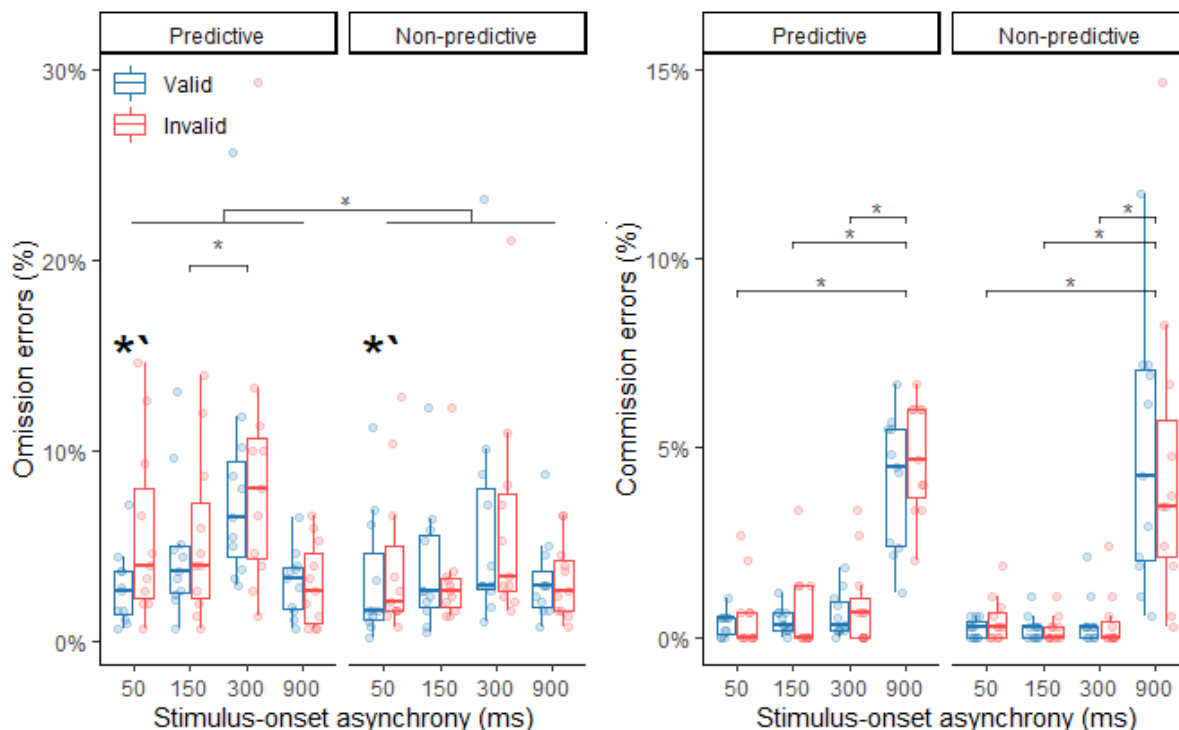 Predictive Non-predictive
30%
Valid
Invalid
*
20%
*
*` *`
10%
0%
50 150 300 900 50 150 300 900
Stimulus-onset asynchrony (ms)
Omission errors (%)
Predictive Non-predictive
15%
* *
* *
10%
* *
5%
0%
50 150 300 900 50 150 300 900
Stimulus-onset asynchrony (ms)
Commission errors (%)